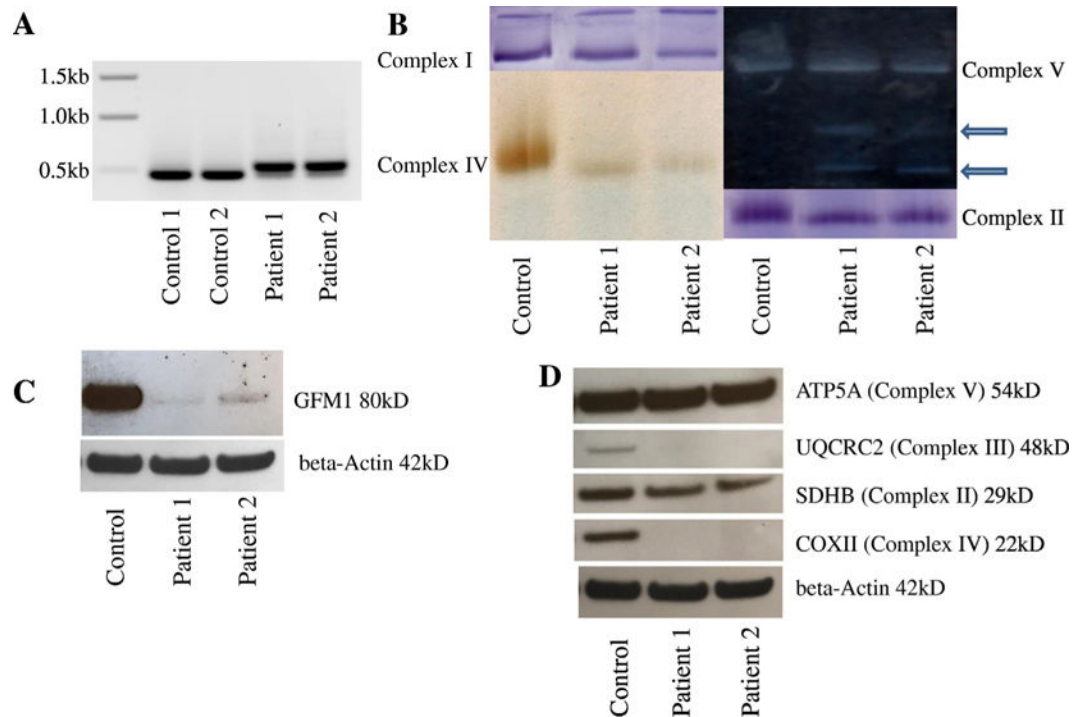 A
1.5kb
1.0kb
0.5kb
Control 1
Control 2
Patient 1
Patient 2
B
Complex I
Complex IV
Complex V
Complex II
Control
Patient 1
Patient 2
Control
Patient 1
Patient 2
C
GFM1 80kD
beta-Actin 42kD
Control
Patient 1
Patient 2
D
ATP5A (Complex V) 54kD
UQCRC2 (Complex III) 48kD
SDHB (Complex II) 29kD
COXII (Complex IV) 22kD
beta-Actin 42kD
Control
Patient 1
Patient 2